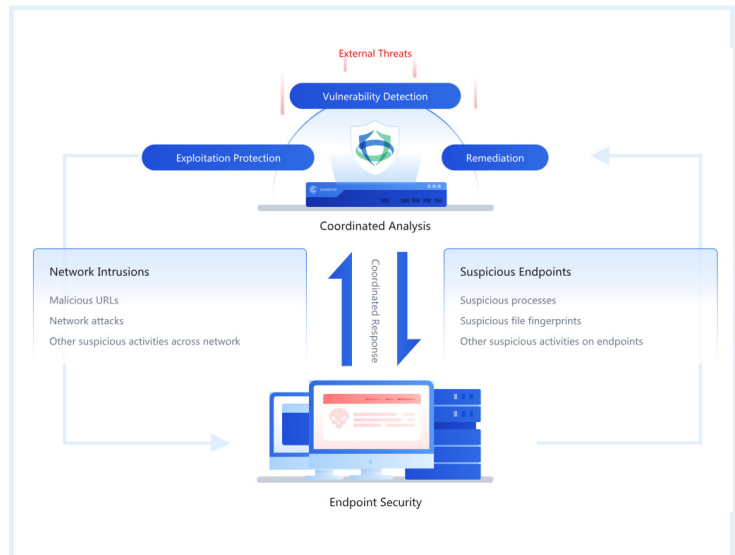 External Threats
Vulnerability Detection
Exploitation Protection
Remediation
Coordinated Analysis
Network Intrusions
Malicious URLs
Network attacks
Other suspicious activities across network
Coordinated Response
Suspicious Endpoints
Suspicious processes
Suspicious file fingerprints
Other suspicious activities on endpoints
Endpoint Security